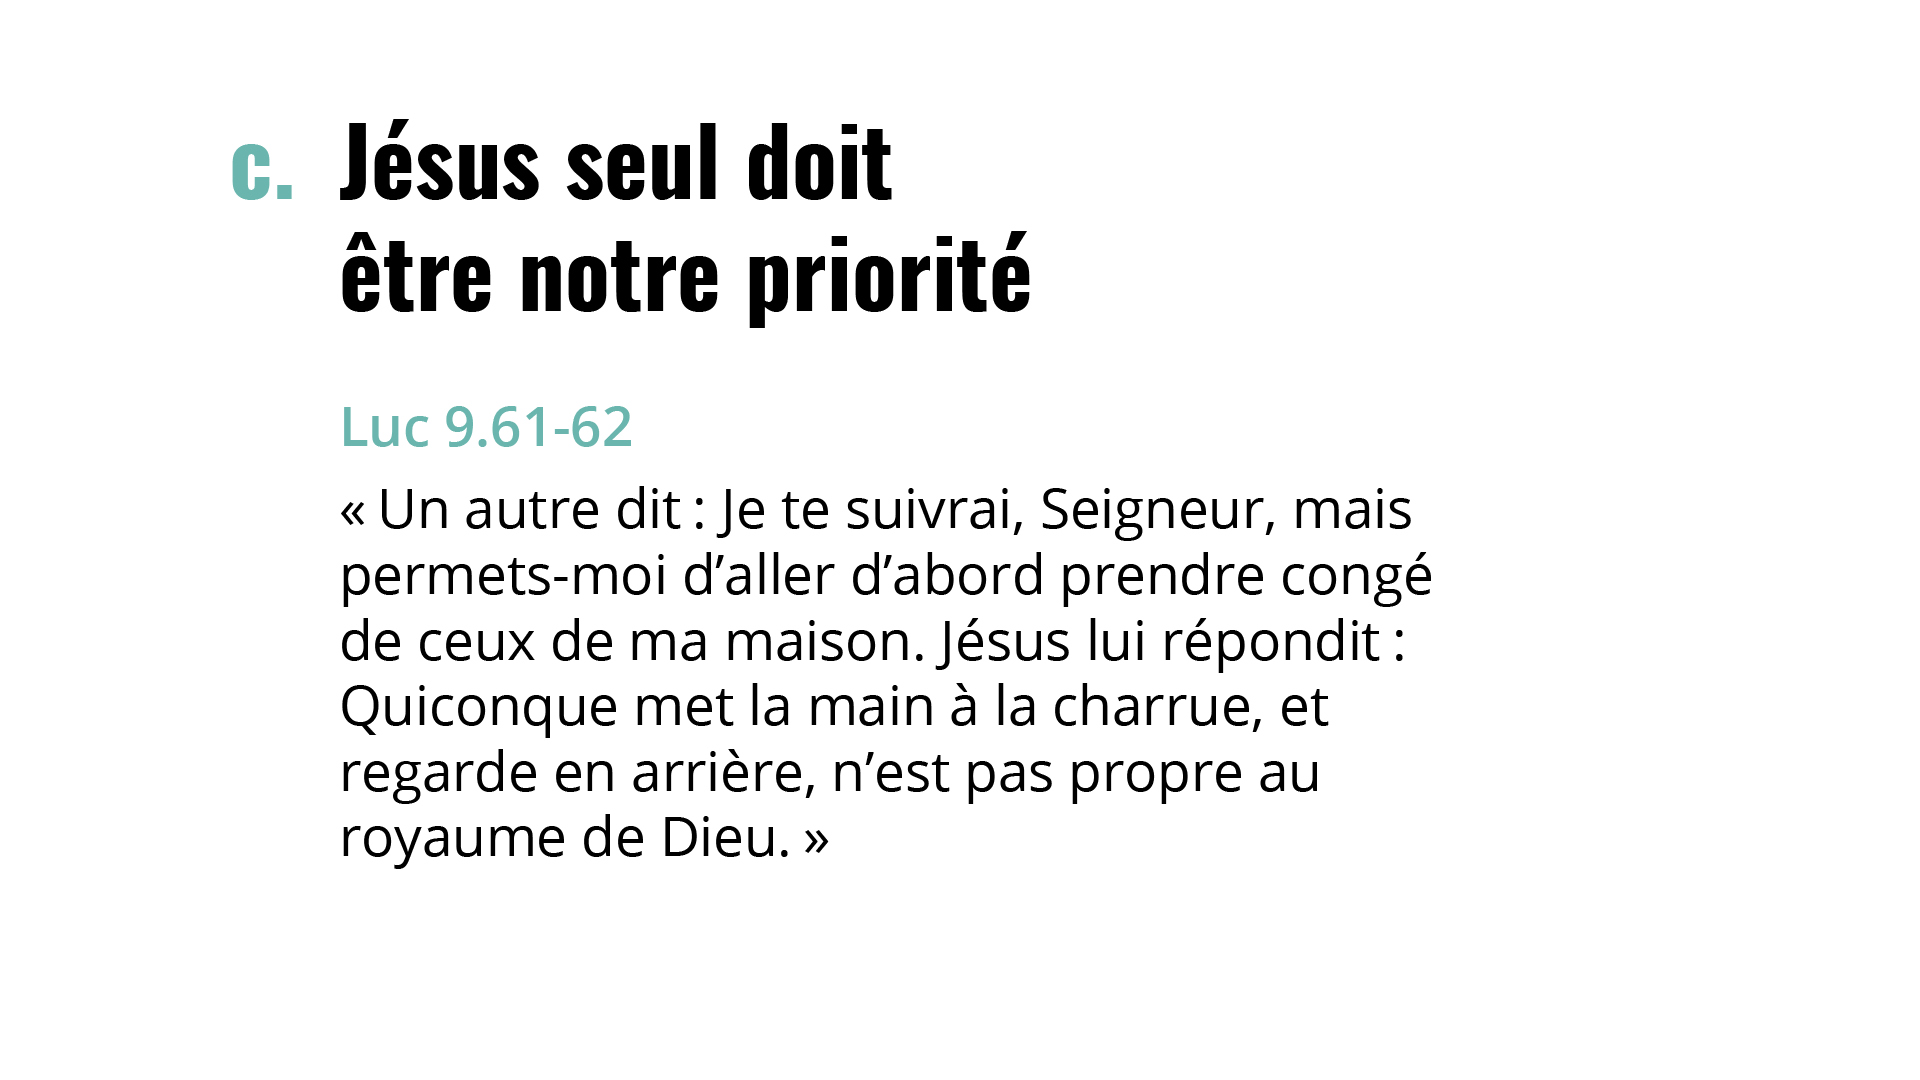 c. Jésus seul doit
être notre priorité
Luc 9.61-62
« Un autre dit : Je te suivrai, Seigneur, mais
permets-moi d’aller d’abord prendre congé
de ceux de ma maison. Jésus lui répondit :
Quiconque met la main à la charrue, et
regarde en arrière, n’est pas propre au
royaume de Dieu. »